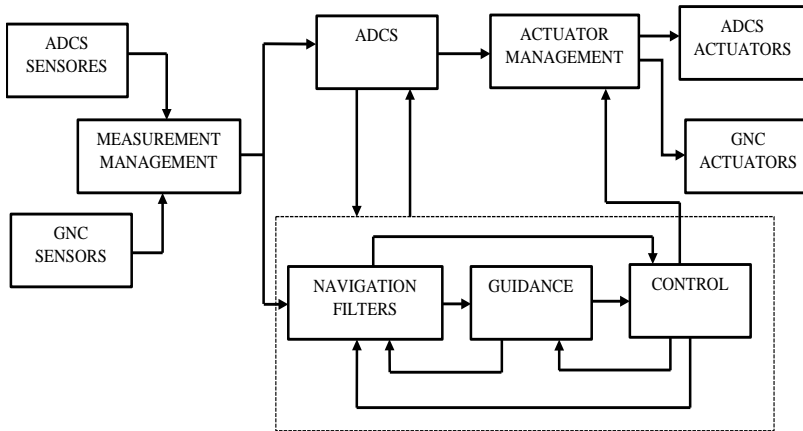 ADCS
SENSORES
ADCS
ACTUATOR
MANAGEMENT
ADCS
ACTUATORS
MEASUREMENT
MANAGEMENT
GNC
ACTUATORS
GNC
SENSORS
NAVIGATION
FILTERS
GUIDANCE
CONTROL